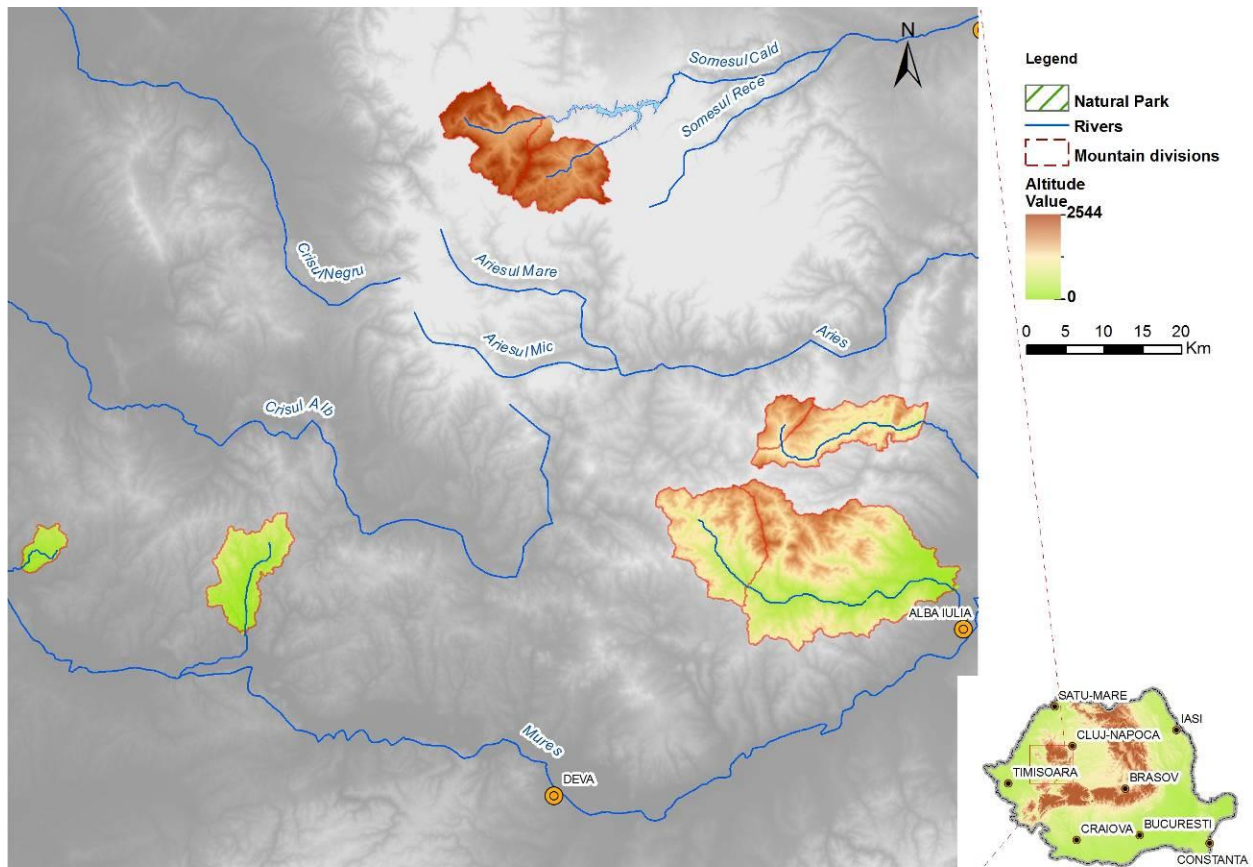 N
Somesul Cald
Somesul Rece
Crisul Negru
Ariesul Mare
Ariesul Mic
Aries
Crisul Alb
ALBA IULIA
Mures
DEVA
Legend
Natural Park
Rivers
Mountain divisions
Altitude
Value
2544
0
0 5 10 20
Km
SATU-MARE
IASI
CLUJ-NAPOCA
TIMISOARA
BRASOV
CRAIOVA
BUCURESTI
CONSTANTA